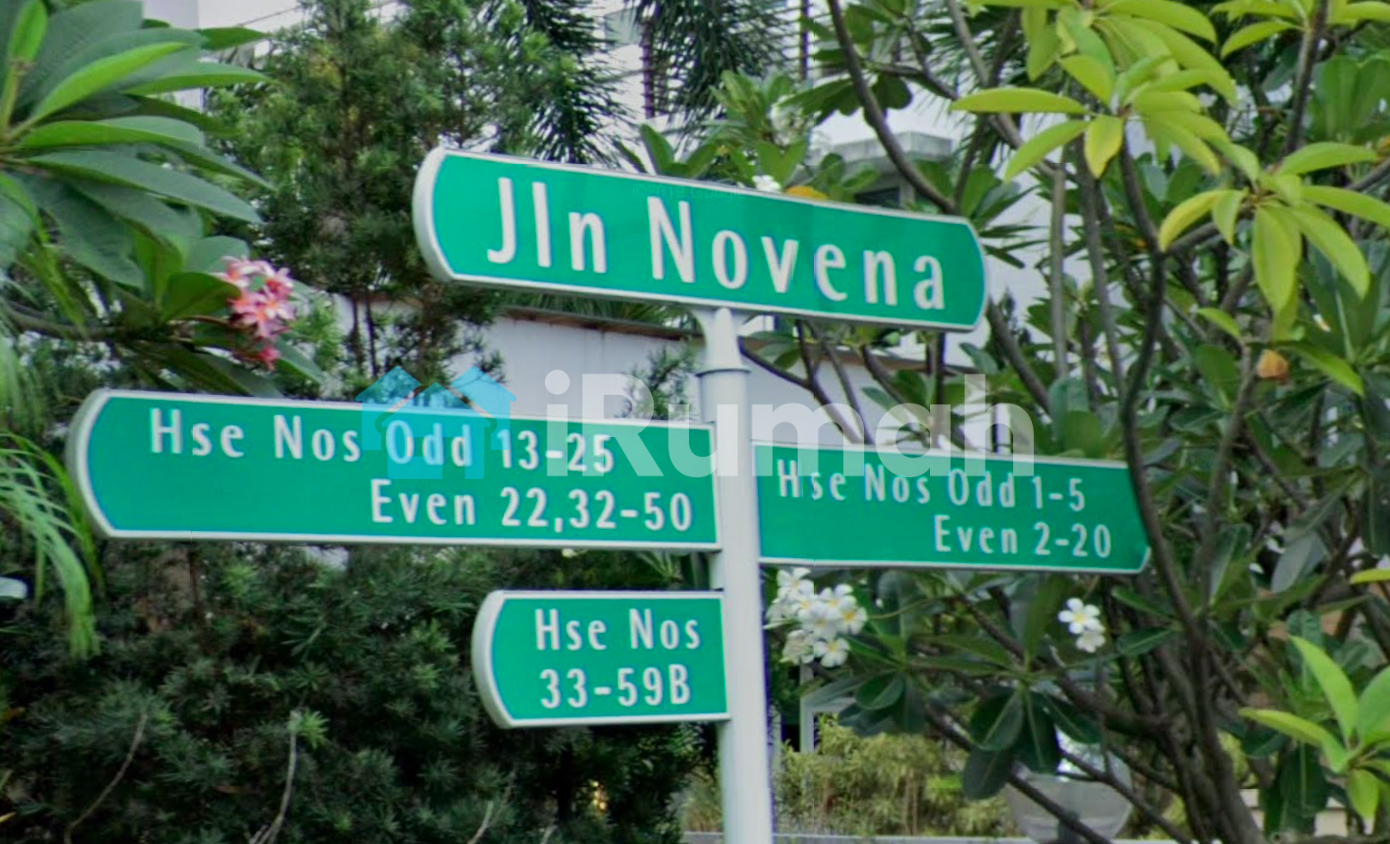 Jln Novena
Hse Nos Odd 13-25
Even 22,32-50
iRumah
Hse Nos Odd 1-5
Even 2-20
Hse Nos
33-59B